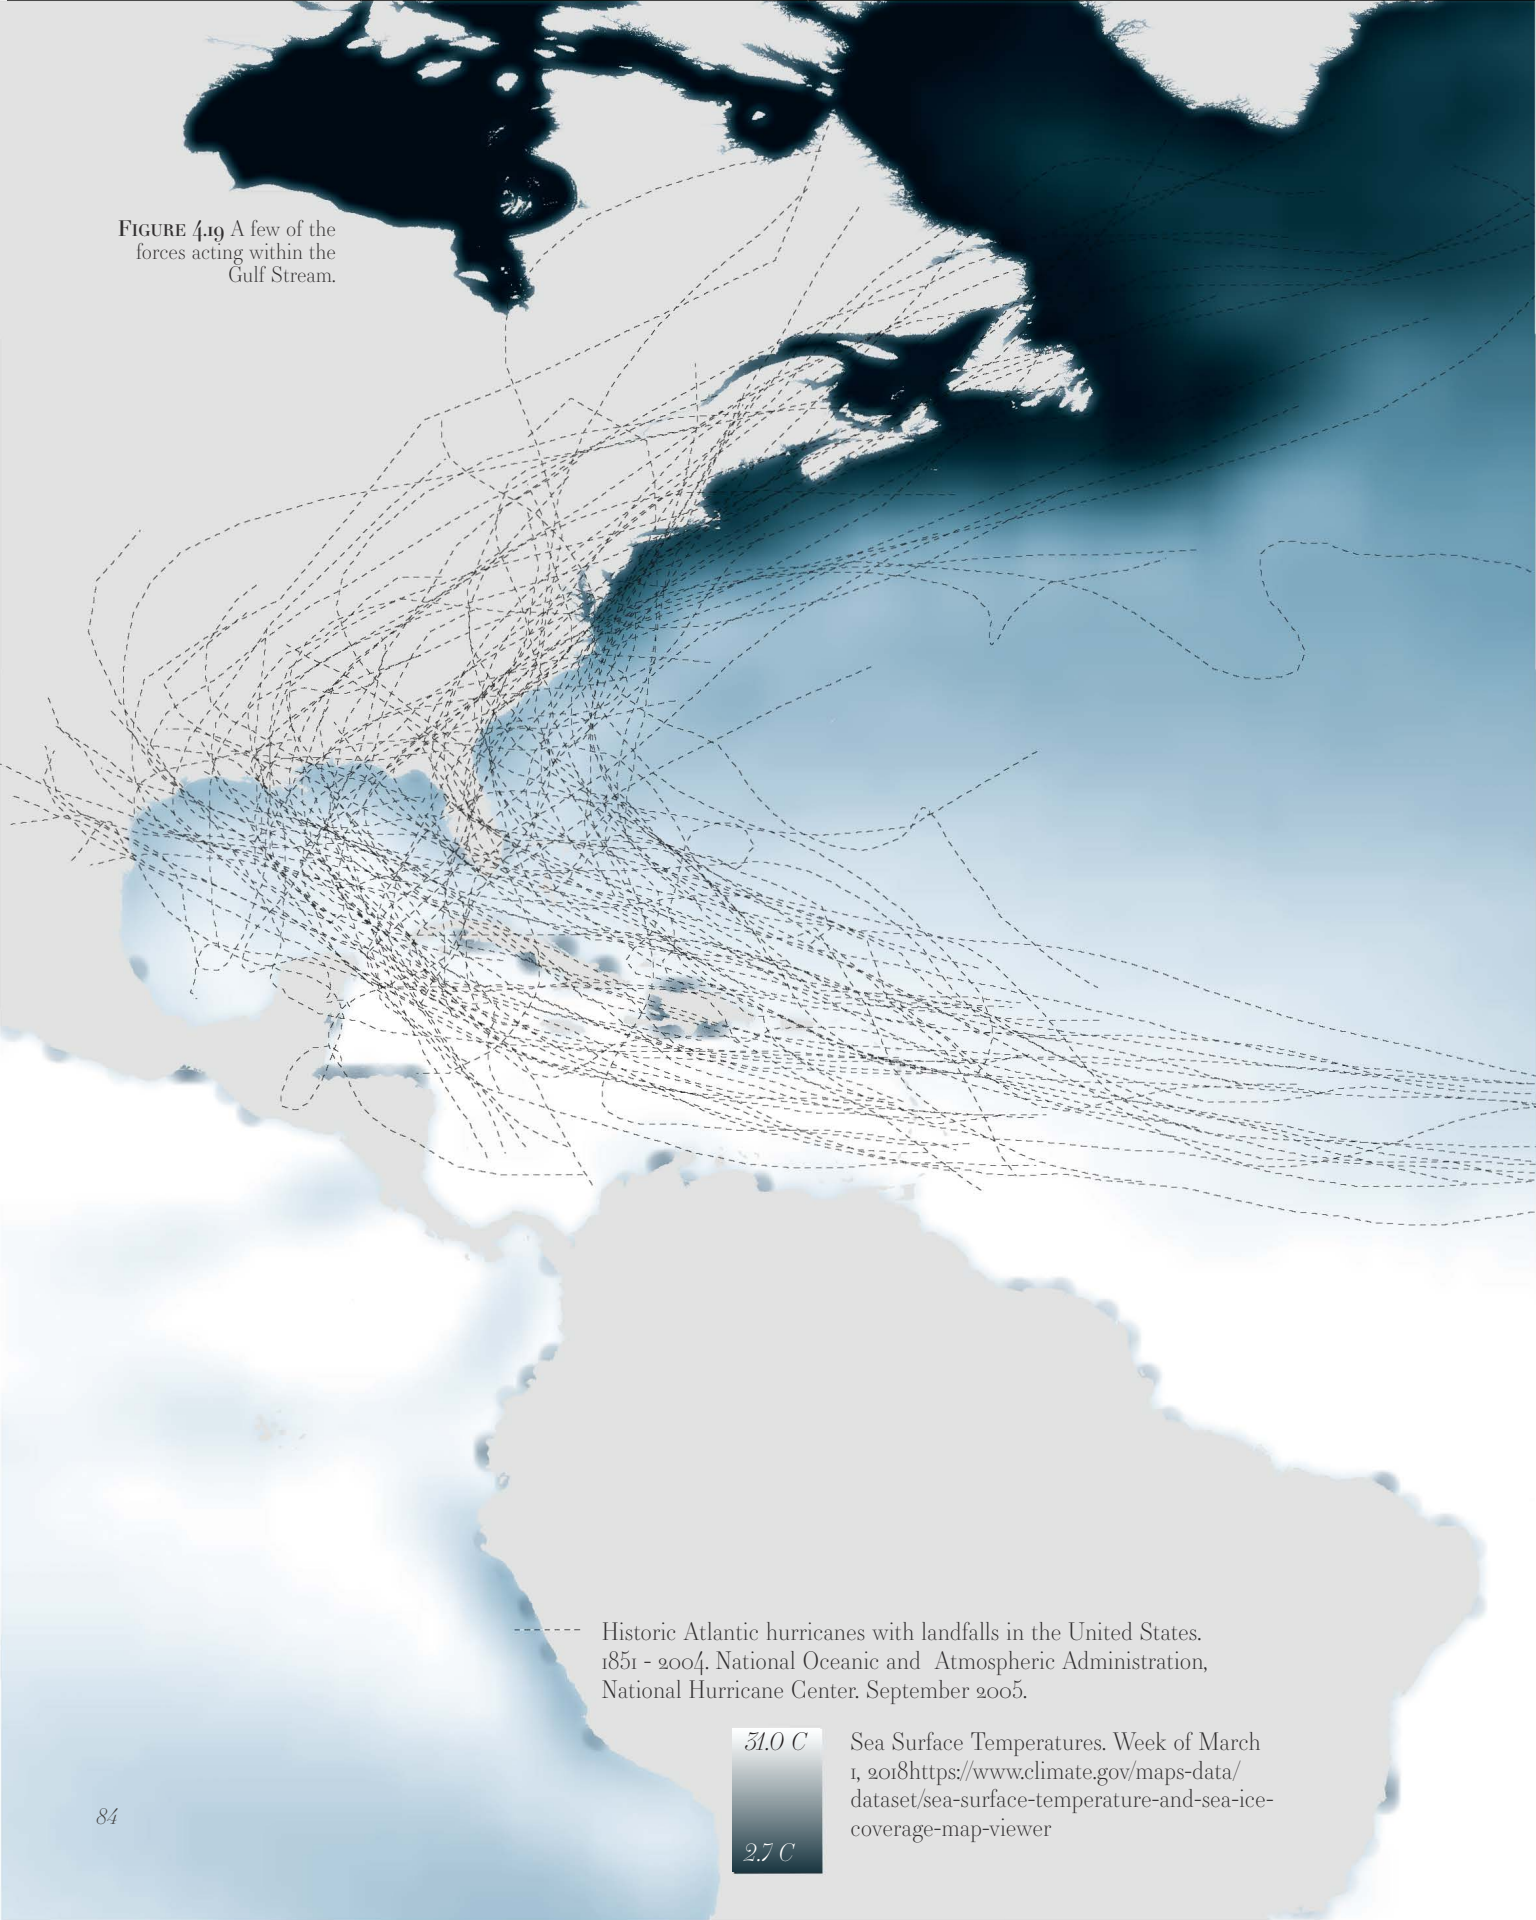 FIGURE 4.19 A few of the
forces acting within the
Gulf Stream.
Historic Atlantic hurricanes with landfalls in the United States.
1851 - 2004. National Oceanic and Atmospheric Administration,
National Hurricane Center. September 2005.
31.0 C
2.7 C
Sea Surface Temperatures. Week of March
1, 2018https://www.climate.gov/maps-data/
dataset/sea-surface-temperature-and-sea-ice-
coverage-map-viewer
84